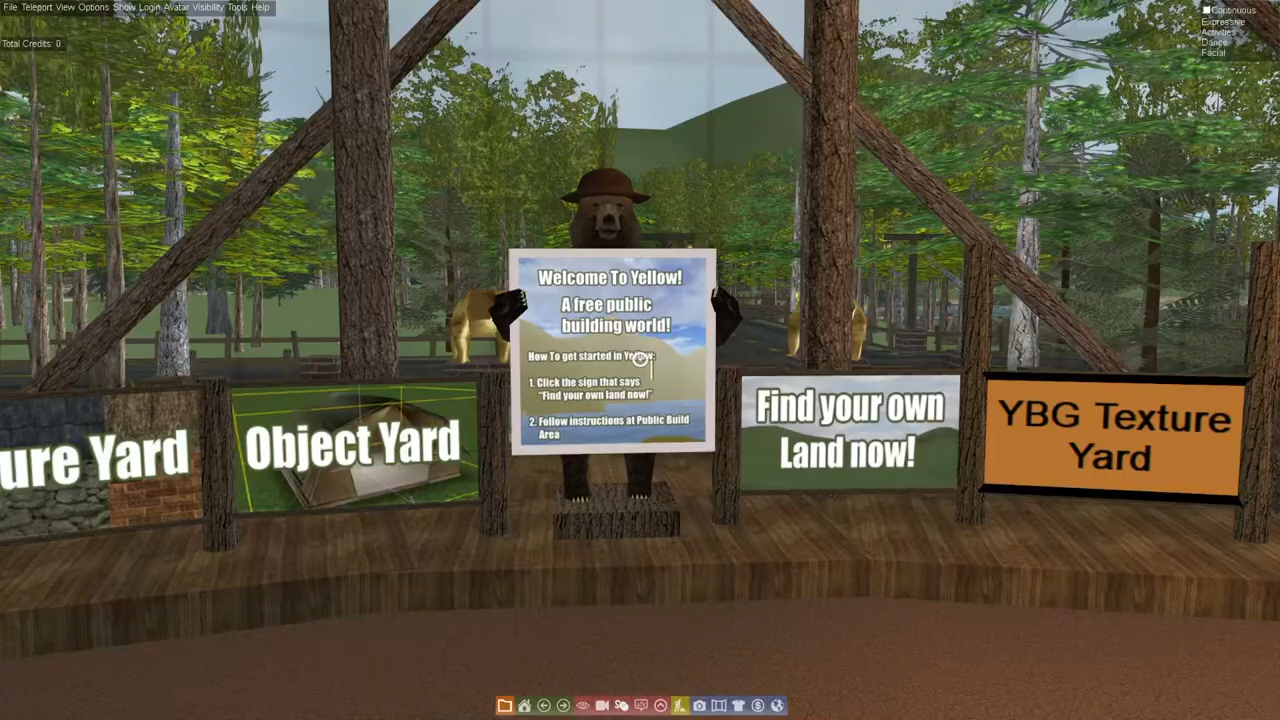 File Teleport View Options Show Login Avatar Visibility Tools Help
Continuous
Expressive
Activities
Dance
Facial
Total Credits: 0
Welcome To Yellow!
A free public
building world!
How To get started in Yellow:
1. Click the sign that says
"Find your own land now!"
2. Follow instructions at Public Build
Area
ure Yard
Object Yard
Find your own
Land now!
YBG Texture
Yard